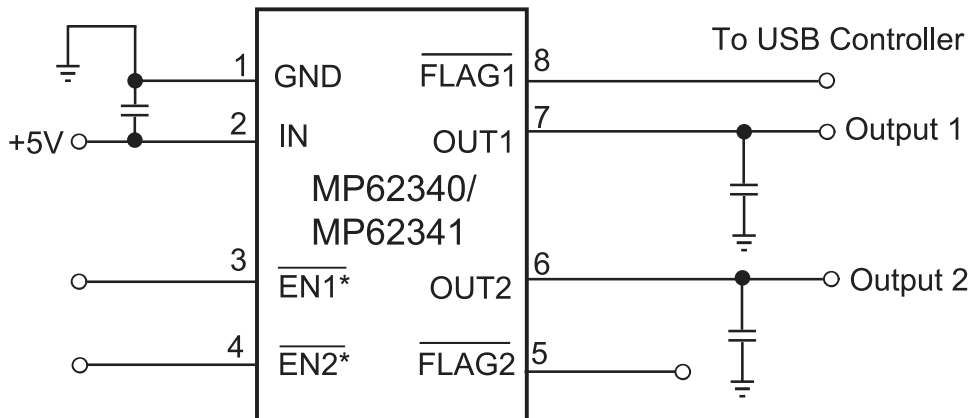 To USB Controller
1 GND
FLAG1 8
+5V 2 IN
OUT1 7 Output 1
MP62340/
MP62341
3 EN1*
OUT2 6 Output 2
4 EN2*
FLAG2 5